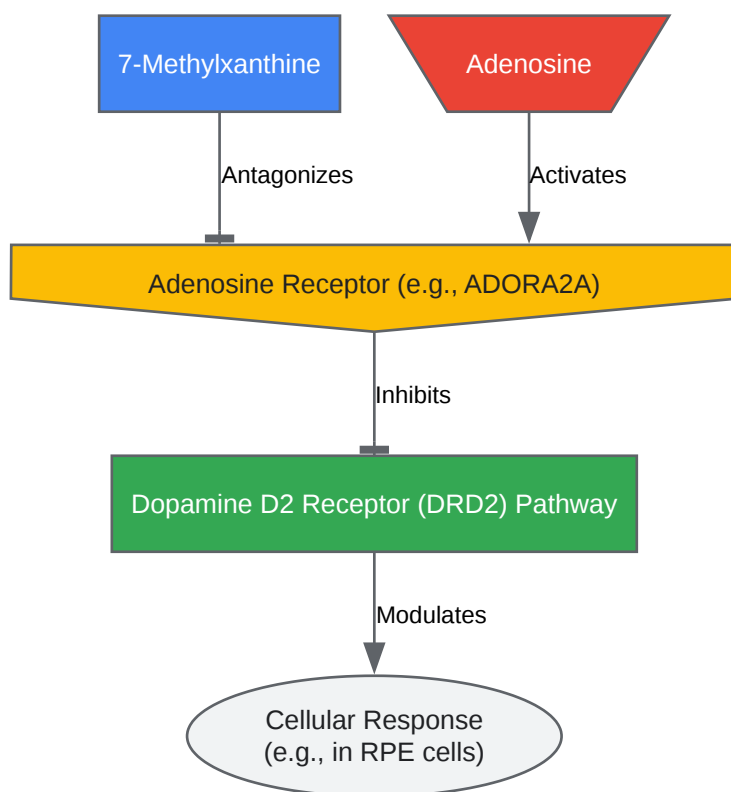 7-Methylxanthine
Adenosine
Antagonizes
Activates
Adenosine Receptor (e.g., ADORA2A)
Inhibits
Dopamine D2 Receptor (DRD2) Pathway
Modulates
Cellular Response
(e.g., in RPE cells)